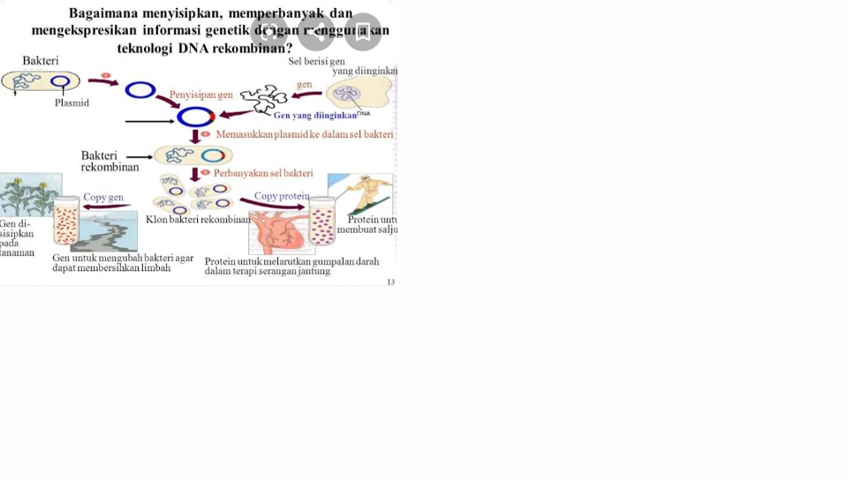 Bagaimana menyisipkan, memperbanyak dan
mengekspresikan informasi genetik dengan menggunakan
teknologi DNA rekombinan?
Bakteri
Sel berisi gen
yang diinginkan
gen
Plasmid
Penyisipan gen
Gen yang diinginkan
DNA
Memasukkan plasmid ke dalam sel bakteri
Bakteri
rekombinan
Perbanyakan sel bakteri
Copy gen
Copy protein
Gen di-
sisipkan
pada
tanaman
Klon bakteri rekombinan
Protein untu
membuat salju
Gen untuk mengubah bakteri agar
dapat membersihkan limbah
Protein untuk melarutkan gumpalan darah
dalam terapi serangan jantung
13